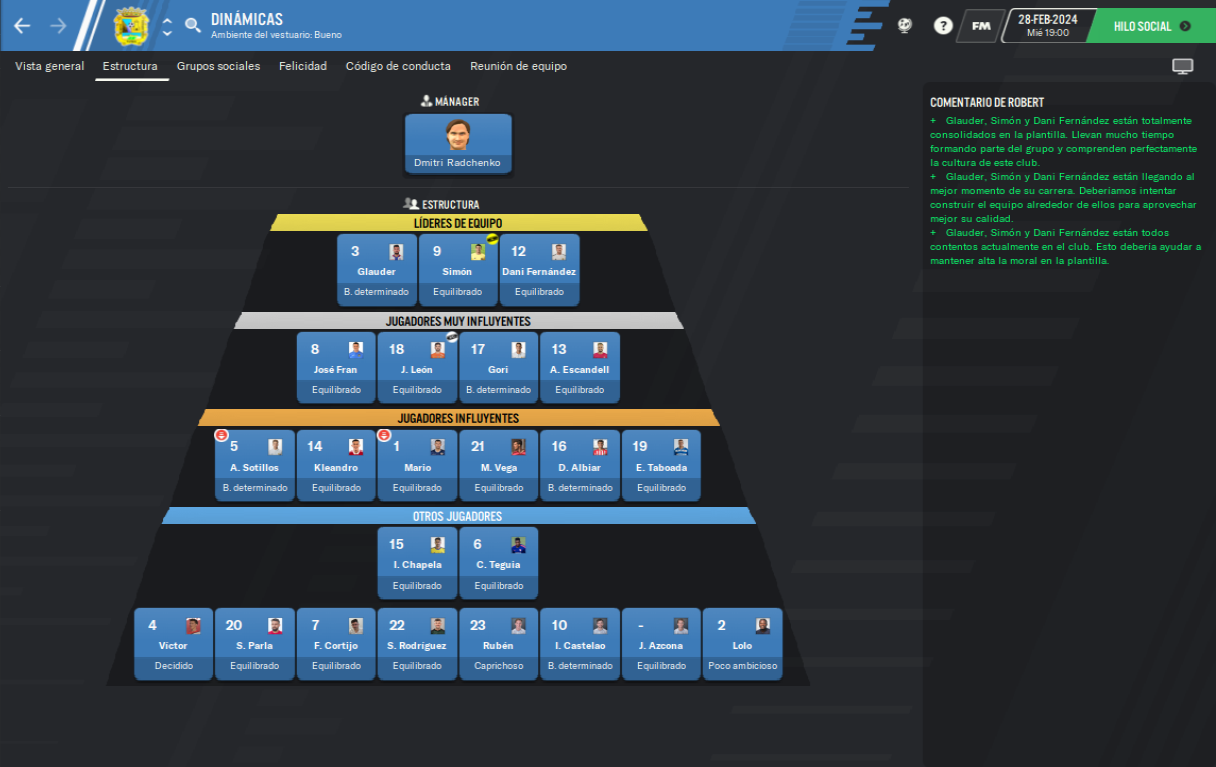 DINÁMICAS
Ambiente del vestuario: Bueno
?
FM
28-FEB-2024
Mié 19:00
HILO SOCIAL
Vista general Estructura Grupos sociales Felicidad Código de conducta Reunión de equipo
MÁNAGER
Dmitri Radchenko
ESTRUCTURA
LÍDERES DE EQUIPO
3 9 12
Glauder Simón Dani Fernández
B. determinado Equilibrado Equilibrado
JUGADORES MUY INFLUYENTES
8 18 17 13
José Fran J. León Gori A. Escandell
Equilibrado Equilibrado B. determinado Equilibrado
JUGADORES INFLUYENTES
5 14 1 21 16 19
A. Sotillos Kleandro Mario M. Vega D. Albiar E. Taboada
B. determinado Equilibrado Equilibrado Equilibrado B. determinado Equilibrado
OTROS JUGADORES
15 6
I. Chapela C. Teguia
Equilibrado Equilibrado
4 20 7 22 23 10 - 2
Víctor S. Parla F. Cortijo S. Rodríguez Rubén I. Castelao J. Azcona Lolo
Decidido Equilibrado Equilibrado Equilibrado Caprichoso B. determinado Equilibrado Poco ambicioso
COMENTARIO DE ROBERT
+ Glauder, Simón y Dani Fernández están totalmente
consolidados en la plantilla. Llevan mucho tiempo
formando parte del grupo y comprenden perfectamente
la cultura de este club.
+ Glauder, Simón y Dani Fernández están llegando al
mejor momento de su carrera. Deberíamos intentar
construir el equipo alrededor de ellos para aprovechar
mejor su calidad.
+ Glauder, Simón y Dani Fernández están todos
contentos actualmente en el club. Esto debería ayudar a
mantener alta la moral en la plantilla.